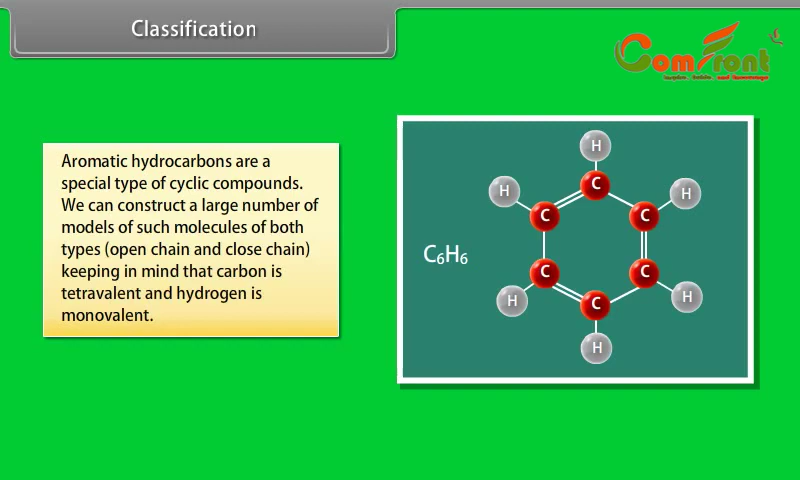 Classification
ComFront
Aromatic hydrocarbons are a
special type of cyclic compounds.
We can construct a large number of
models of such molecules of both
types (open chain and close chain)
keeping in mind that carbon is
tetravalent and hydrogen is
monovalent.
H
H
C
H
C
C
C₆H₆
C
C
H
C
H
H